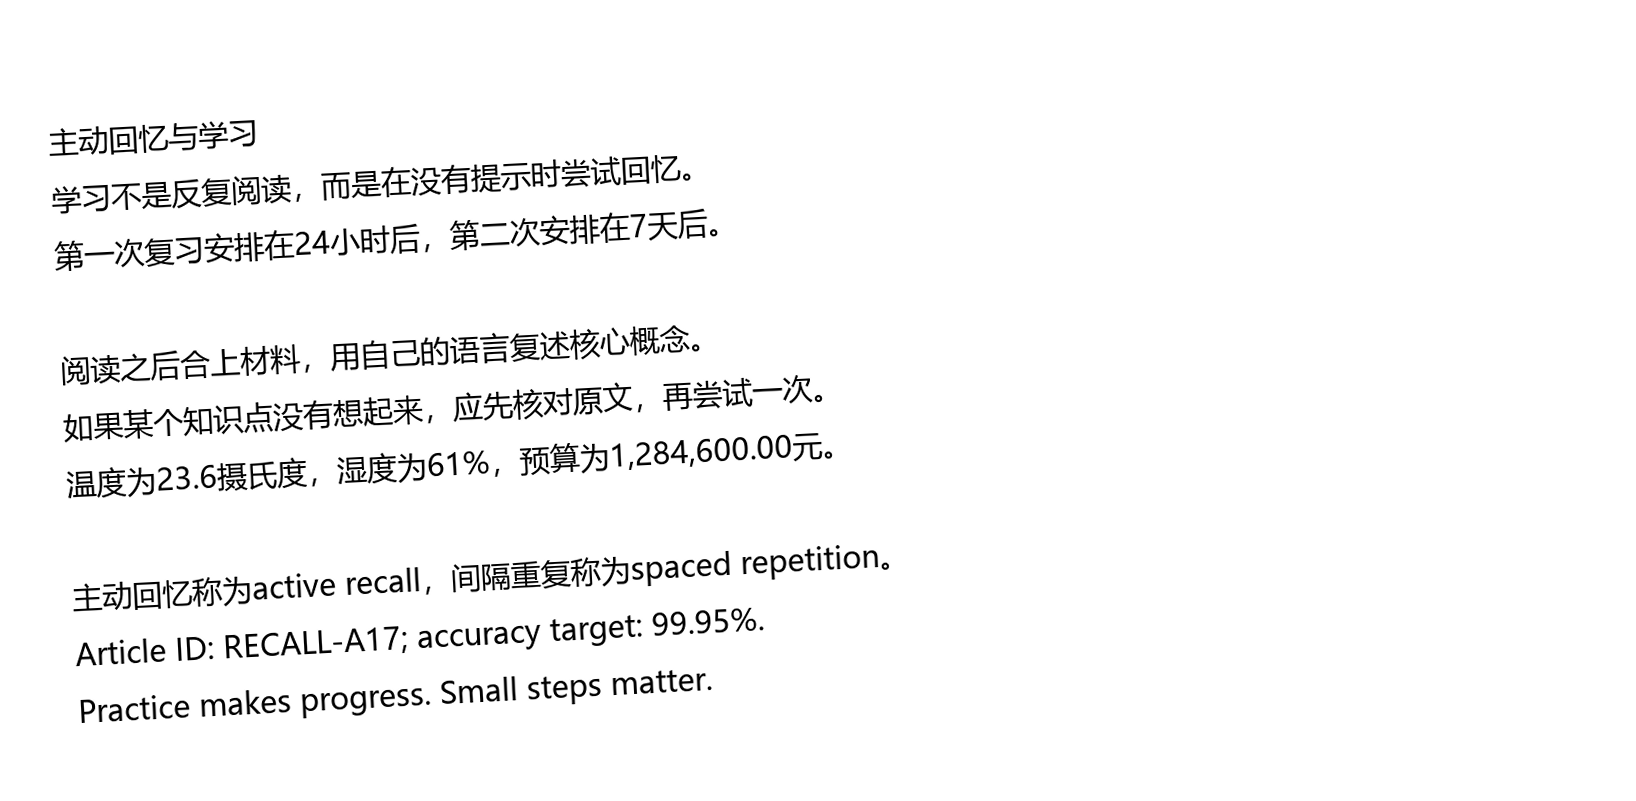 主动回忆与学习
学习不是反复阅读，而是在没有提示时尝试回忆。
第一次复习安排在24小时后，第二次安排在7天后。
阅读之后合上材料，用自己的语言复述核心概念。
如果某个知识点没有想起来，应先核对原文，再尝试一次。
温度为23.6摄氏度，湿度为61%，预算为1,284,600.00元。
主动回忆称为active recall，间隔重复称为spaced repetition。
Article ID: RECALL-A17; accuracy target: 99.95%.
Practice makes progress. Small steps matter.